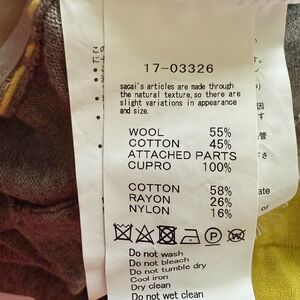 17-03326
sacai's articles are made through
the natural texture, so there are
slight variations in appearance
and size.
WOOL 55%
COTTON 45%
ATTACHED PARTS
CUPRO 100%
COTTON 58%
RAYON 26%
NYLON 16%
Do not wash
Do not bleach
Do not tumble dry
Cool iron
Dry clean
Do not wet clean